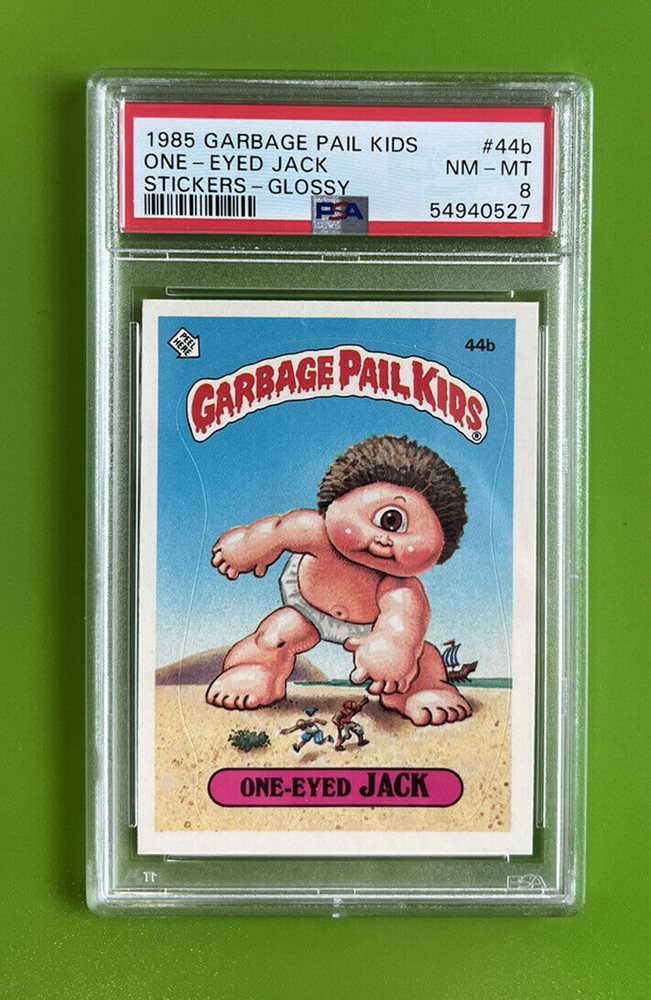 1985 GARBAGE PAIL KIDS #44b
ONE-EYED JACK NM-MT
STICKERS-GLOSSY 8
PSA 54940527
PEEL HERE
44b
GARBAGE PAIL KIDS®
ONE-EYED JACK
PSA